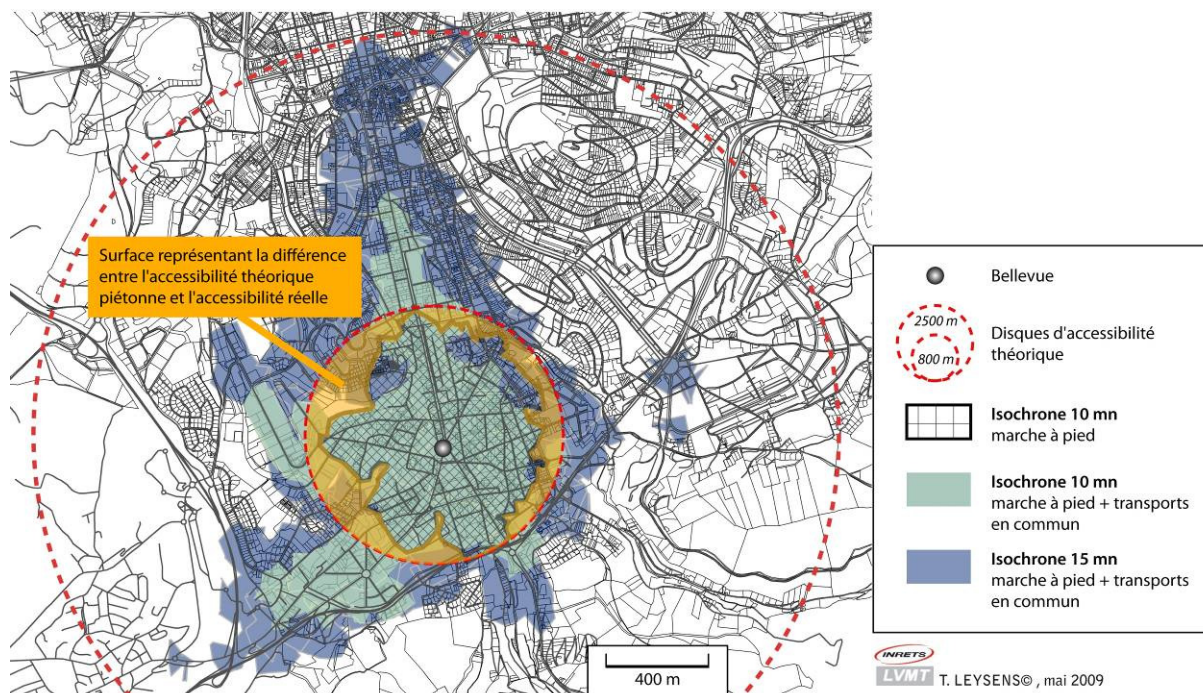 Surface représentant la différence
entre l'accessibilité théorique
piétonne et l'accessibilité réelle
Bellevue
2500 m
800 m
Disques d'accessibilité
théorique
Isochrone 10 mn
marche à pied
Isochrone 10 mn
marche à pied + transports
en commun
Isochrone 15 mn
marche à pied + transports
en commun
400 m
INRETS
LVMT T. LEYSENS© , mai 2009